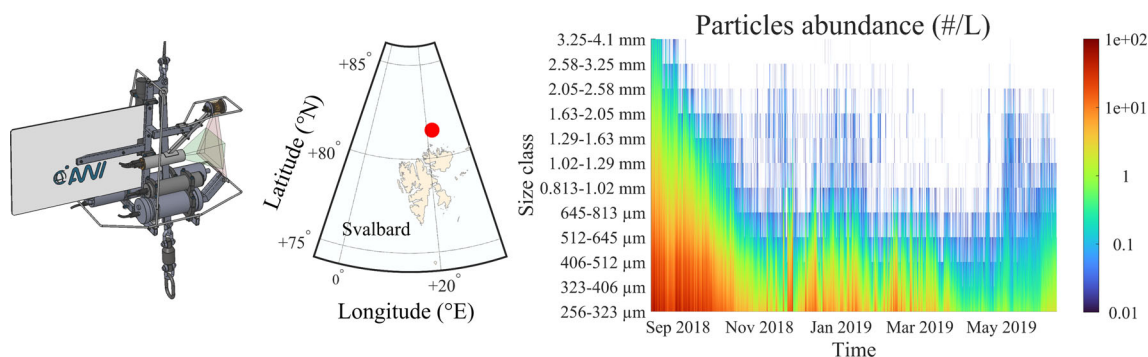 AWI
+85°
+80°
+75°
Latitude (°N)
Svalbard
0°
+20°
Longitude (°E)
Particles abundance (#/L)
Size class
3.25-4.1 mm
2.58-3.25 mm
2.05-2.58 mm
1.63-2.05 mm
1.29-1.63 mm
1.02-1.29 mm
0.813-1.02 mm
645-813 µm
512-645 µm
406-512 µm
323-406 µm
256-323 µm
Sep 2018 Nov 2018 Jan 2019 Mar 2019 May 2019
Time
1e+02
1e+01
1
0.1
0.01